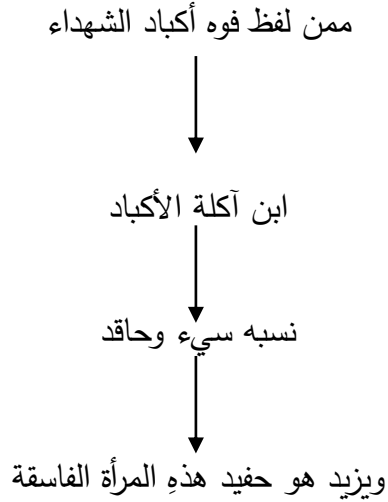 ممن لفظ فوه أكباد الشهداء
ابن آكلة الأكباد
نسبه سيء وحاقد
ويزيد هو حفيد هذهِ المرأة الفاسقة